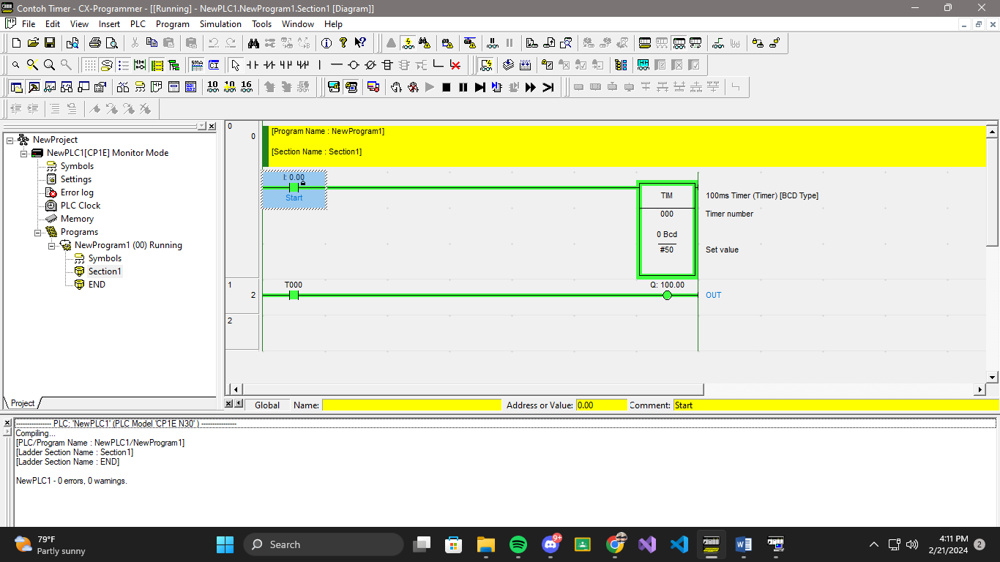 Contoh Timer - CX-Programmer - [[Running] - NewPLC1.NewProgram1.Section1 [Diagram]]
File Edit View Insert PLC Program Simulation Tools Window Help
SMA CI
10 10 16
NewProject
NewPLC1[CP1E] Monitor Mode
Symbols
Settings
Error log
PLC Clock
Memory
Programs
NewProgram1 (00) Running
Symbols
Section1
END
Project
0
0
[Program Name : NewProgram1]
[Section Name : Section1]
I: 0.00
Start
TIM
100ms Timer (Timer) [BCD Type]
000
Timer number
0 Bcd
#50
Set value
1
2
T000
Q: 100.00
OUT
2
Global Name: Address or Value: 0.00 Comment: Start
---------------- PLC: 'NewPLC1' (PLC Model 'CP1E N30' ) ----------------
Compiling...
[PLC/Program Name : NewPLC1/NewProgram1]
[Ladder Section Name : Section1]
[Ladder Section Name : END]
NewPLC1 - 0 errors, 0 warnings.
79°F
Partly sunny
Search
9+
4:11 PM
2/21/2024
2